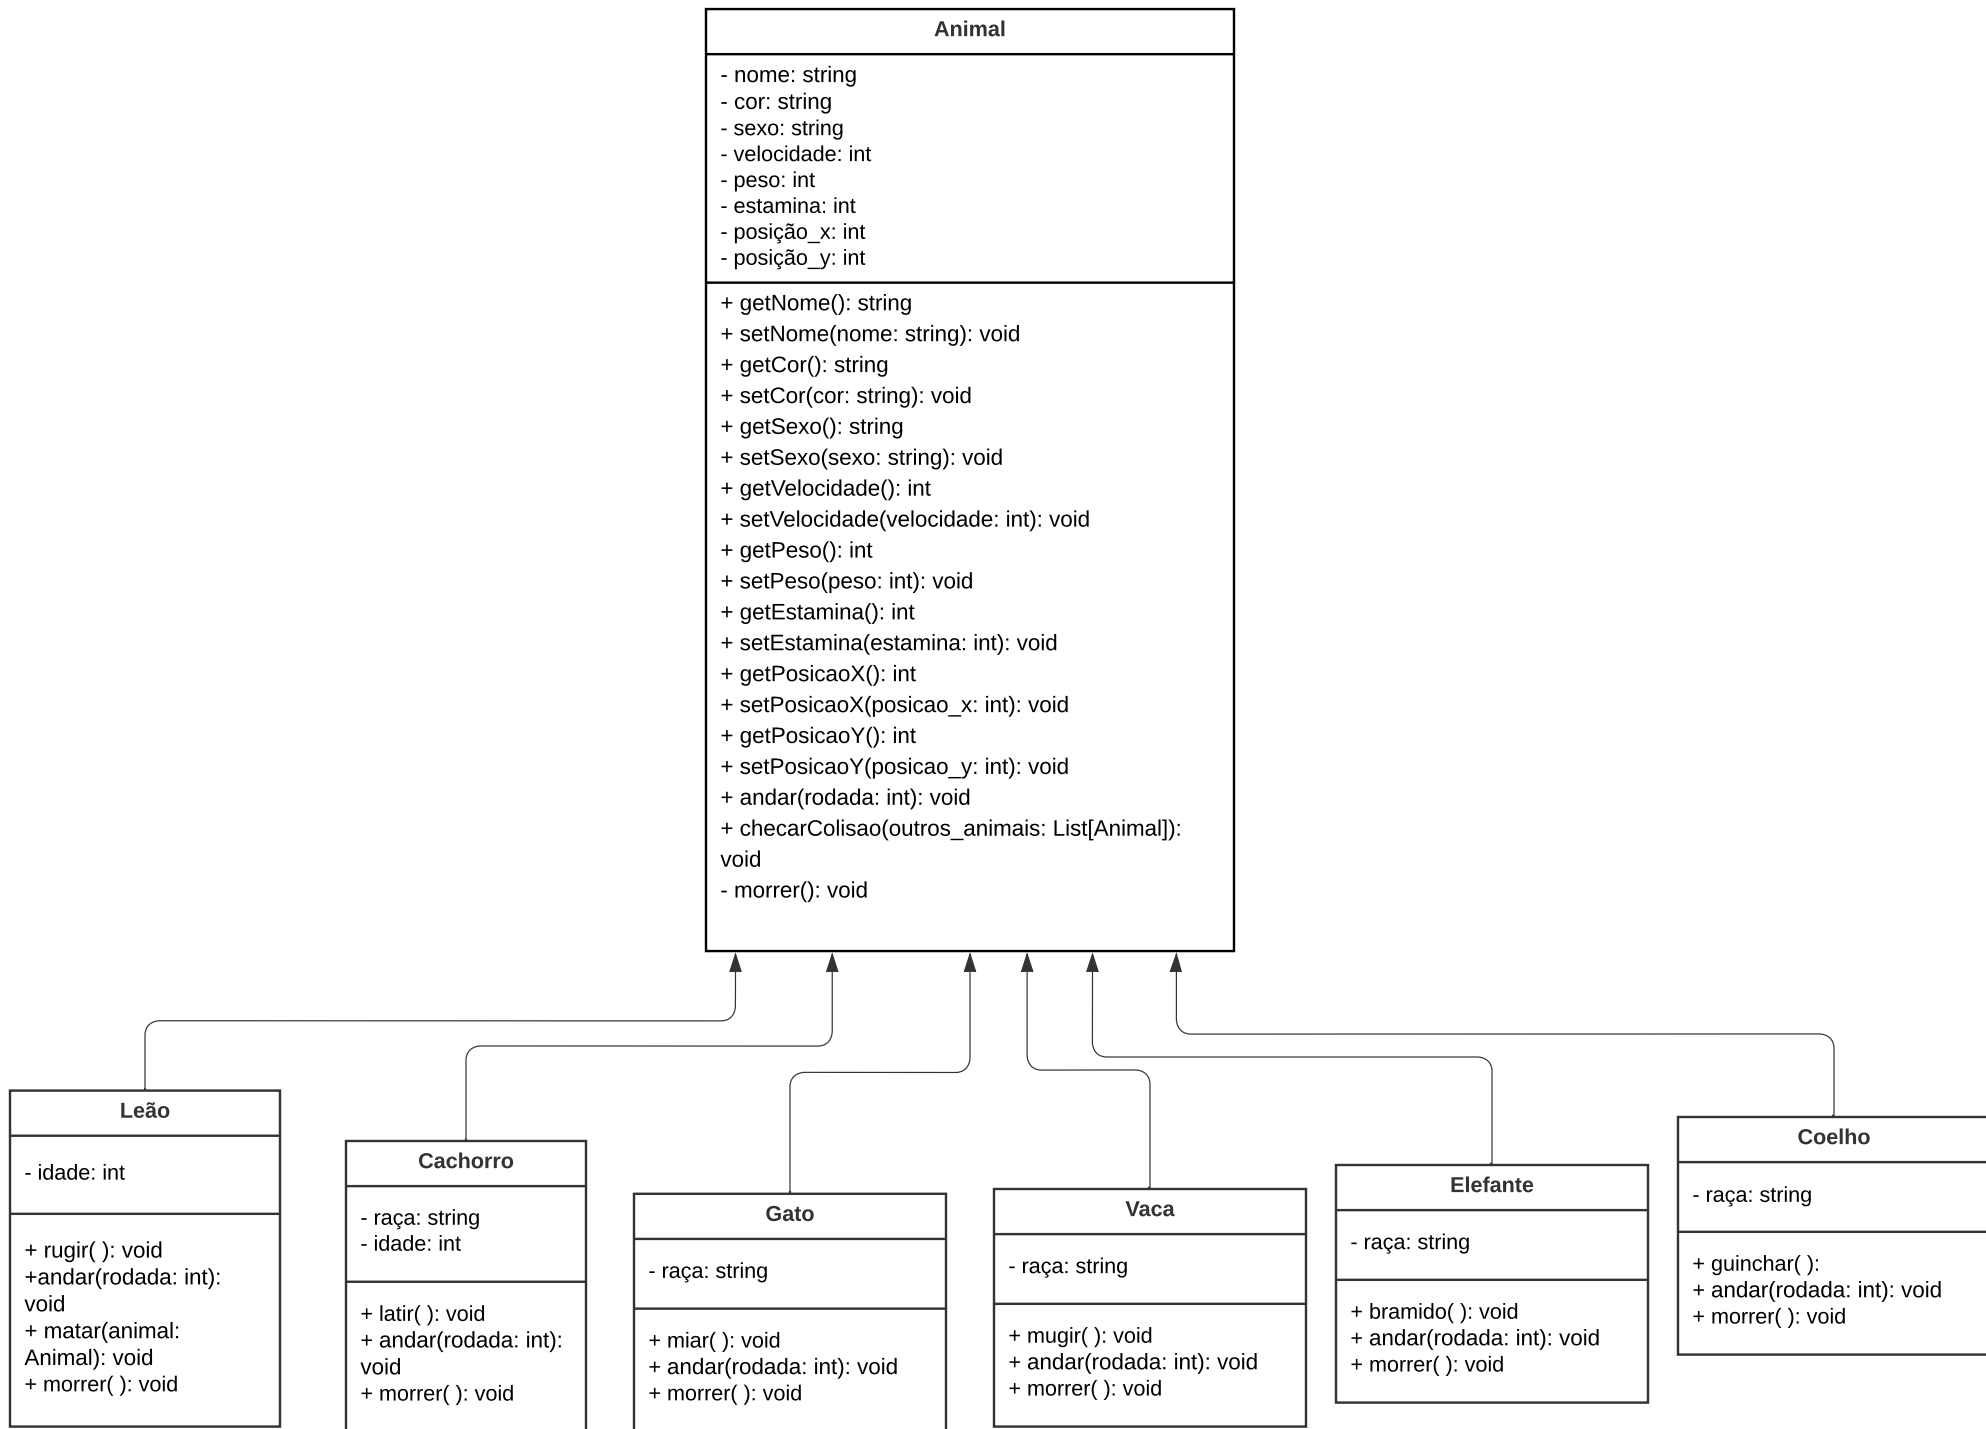 Animal
- nome: string
- cor: string
- sexo: string
- velocidade: int
- peso: int
- estamina: int
- posição_x: int
- posição_y: int
+ getNome(): string
+ setNome(nome: string): void
+ getCor(): string
+ setCor(cor: string): void
+ getSexo(): string
+ setSexo(sexo: string): void
+ getVelocidade(): int
+ setVelocidade(velocidade: int): void
+ getPeso(): int
+ setPeso(peso: int): void
+ getEstamina(): int
+ setEstamina(estamina: int): void
+ getPosicaoX(): int
+ setPosicaoX(posicao_x: int): void
+ getPosicaoY(): int
+ setPosicaoY(posicao_y: int): void
+ andar(rodada: int): void
+ checarColisao(outros_animais: List[Animal]):
void
- morrer(): void
Leão
- idade: int
+ rugir( ): void
+andar(rodada: int):
void
+ matar(animal:
Animal): void
+ morrer( ): void
Cachorro
- raça: string
- idade: int
+ latir( ): void
+ andar(rodada: int):
void
+ morrer( ): void
Gato
- raça: string
+ miar( ): void
+ andar(rodada: int): void
+ morrer( ): void
Vaca
- raça: string
+ mugir( ): void
+ andar(rodada: int): void
+ morrer( ): void
Elefante
- raça: string
+ bramido( ): void
+ andar(rodada: int): void
+ morrer( ): void
Coelho
- raça: string
+ guinchar( ):
+ andar(rodada: int): void
+ morrer( ): void